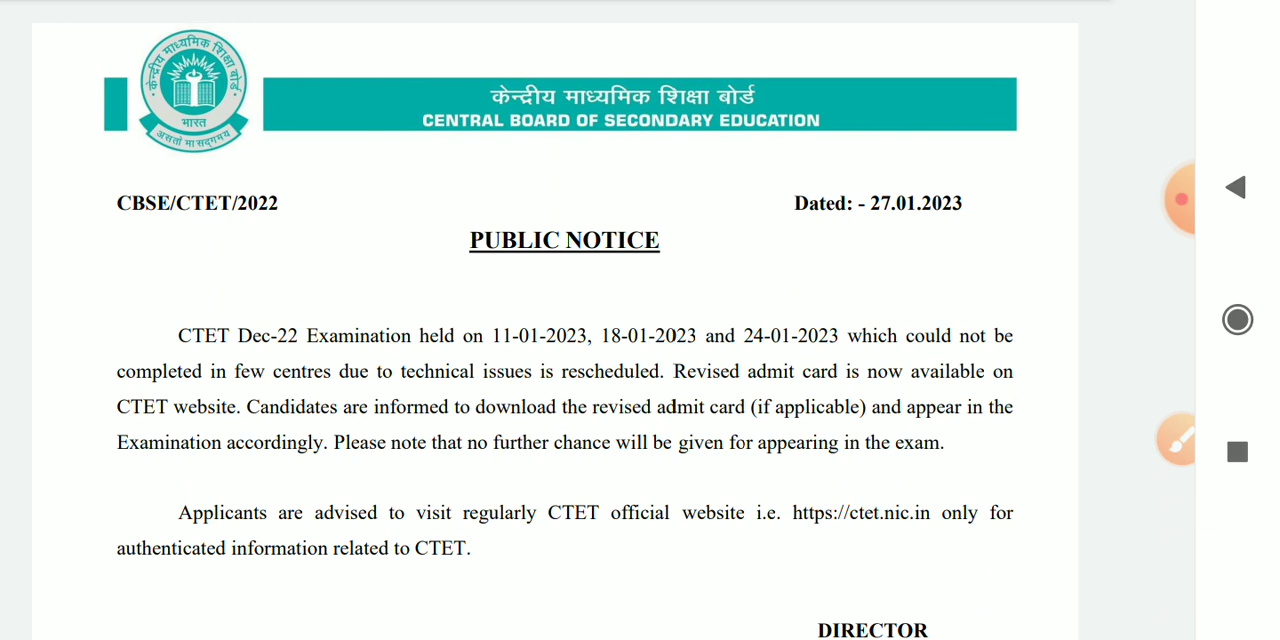 केन्द्रीय माध्यमिक शिक्षा बोर्ड
भारत
असतो मा सद्गमय
केन्द्रीय माध्यमिक शिक्षा बोर्ड
CENTRAL BOARD OF SECONDARY EDUCATION
CBSE/CTET/2022 Dated: - 27.01.2023
PUBLIC NOTICE
CTET Dec-22 Examination held on 11-01-2023, 18-01-2023 and 24-01-2023 which could not be
completed in few centres due to technical issues is rescheduled. Revised admit card is now available on
CTET website. Candidates are informed to download the revised admit card (if applicable) and appear in the
Examination accordingly. Please note that no further chance will be given for appearing in the exam.
Applicants are advised to visit regularly CTET official website i.e. https://ctet.nic.in only for
authenticated information related to CTET.
DIRECTOR